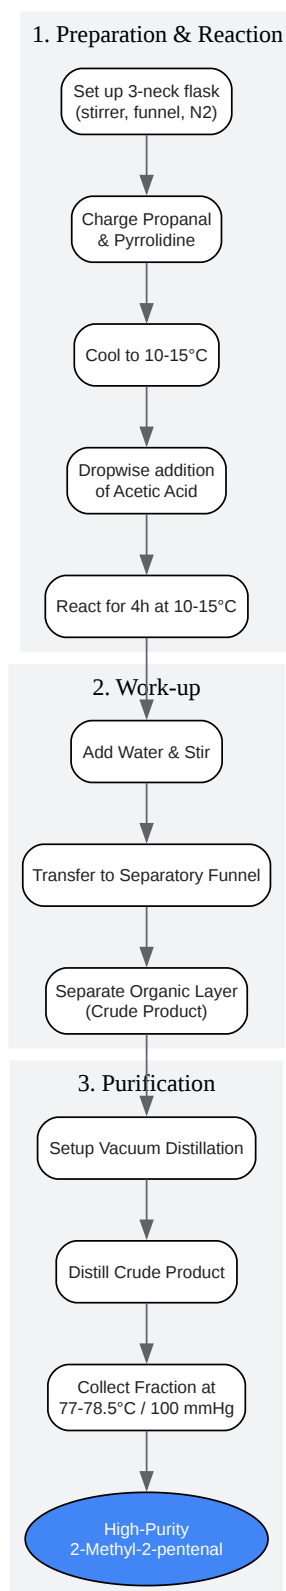 1. Preparation & Reaction
Set up 3-neck flask
(stirrer, funnel, N2)
Charge Propanal
& Pyrrolidine
Cool to 10-15°C
Dropwise addition
of Acetic Acid
React for 4h at 10-15°C
2. Work-up
Add Water & Stir
Transfer to Separatory Funnel
Separate Organic Layer
(Crude Product)
3. Purification
Setup Vacuum Distillation
Distill Crude Product
Collect Fraction at
77-78.5°C / 100 mmHg
High-Purity
2-Methyl-2-pentenal